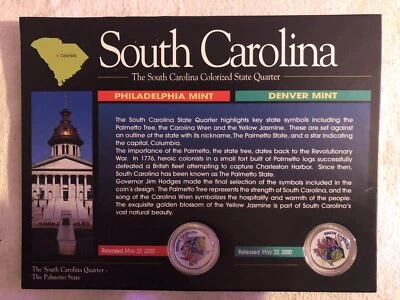 Columbia
South Carolina
The South Carolina Colorized State Quarter
PHILADELPHIA MINT
DENVER MINT
The South Carolina State Quarter highlights key state symbols including the
Palmetto Tree, the Carolina Wren and the Yellow Jasmine. These are set against
an outline of the state with its nickname, The Palmetto State, and a star indicating
the capital, Columbia.
The importance of the Palmetto, the state tree, dates back to the Revolutionary
War. In 1776, heroic colonists in a small fort built of Palmetto logs successfully
defeated a British fleet attempting to capture Charleston Harbor. Since then,
South Carolina has been known as The Palmetto State.
Governor Jim Hodges made the final selection of the symbols included in the
coin's design. The Palmetto Tree represents the strength of South Carolina, and the
song of the Carolina Wren symbolizes the hospitality and warmth of the people.
The exquisite golden blossom of the Yellow Jasmine is part of South Carolina's
vast natural beauty.
Released May 22, 2000
Released May 22, 2000
SOUTH CAROLINA
The South Carolina Quarter -
The Palmetto State